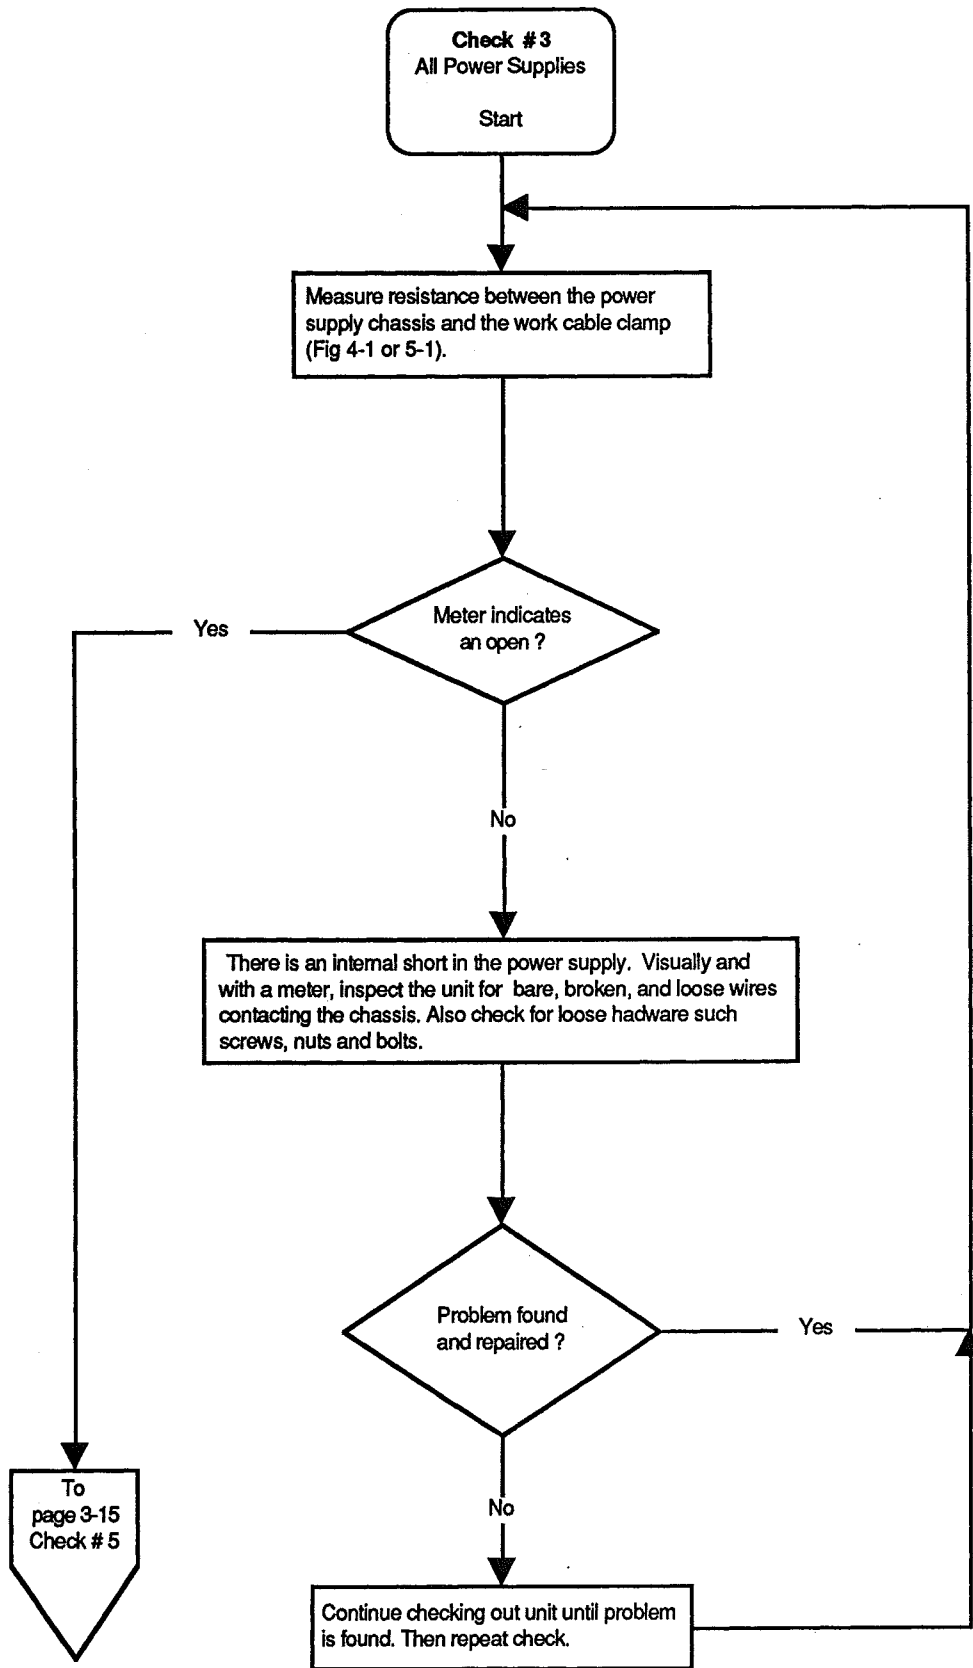 Check # 3
All Power Supplies
Start
Measure resistance between the power
supply chassis and the work cable clamp
(Fig 4-1 or 5-1).
Meter indicates
an open ?
Yes
No
There is an internal short in the power supply. Visually and
with a meter, inspect the unit for bare, broken, and loose wires
contacting the chassis. Also check for loose hadware such
screws, nuts and bolts.
Problem found
and repaired ?
Yes
No
To
page 3-15
Check # 5
Continue checking out unit until problem
is found. Then repeat check.